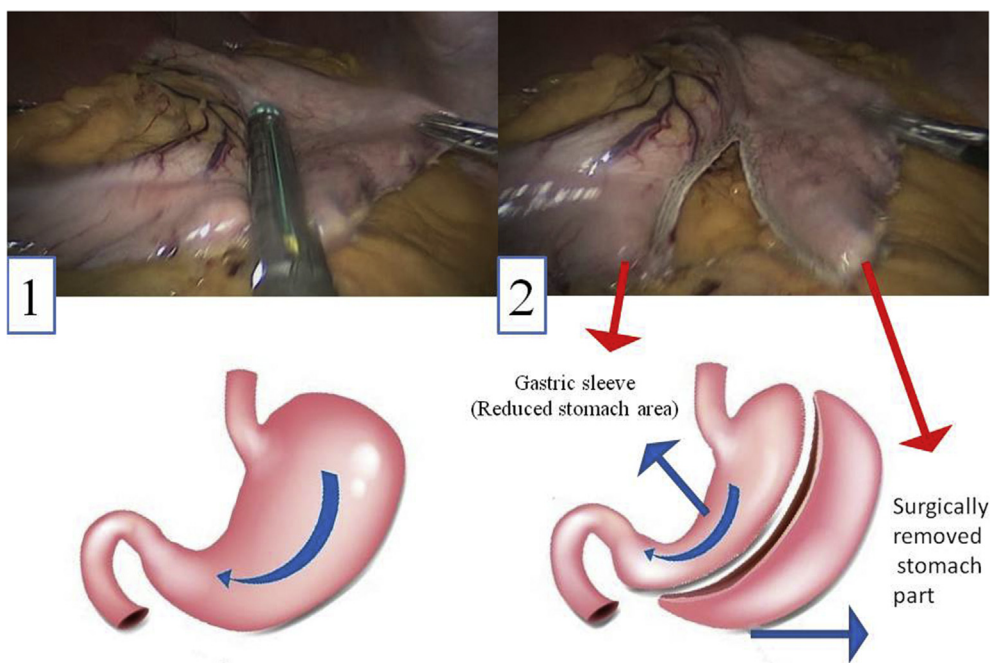 1
2
Gastric sleeve
(Reduced stomach area)
Surgically
removed
stomach
part